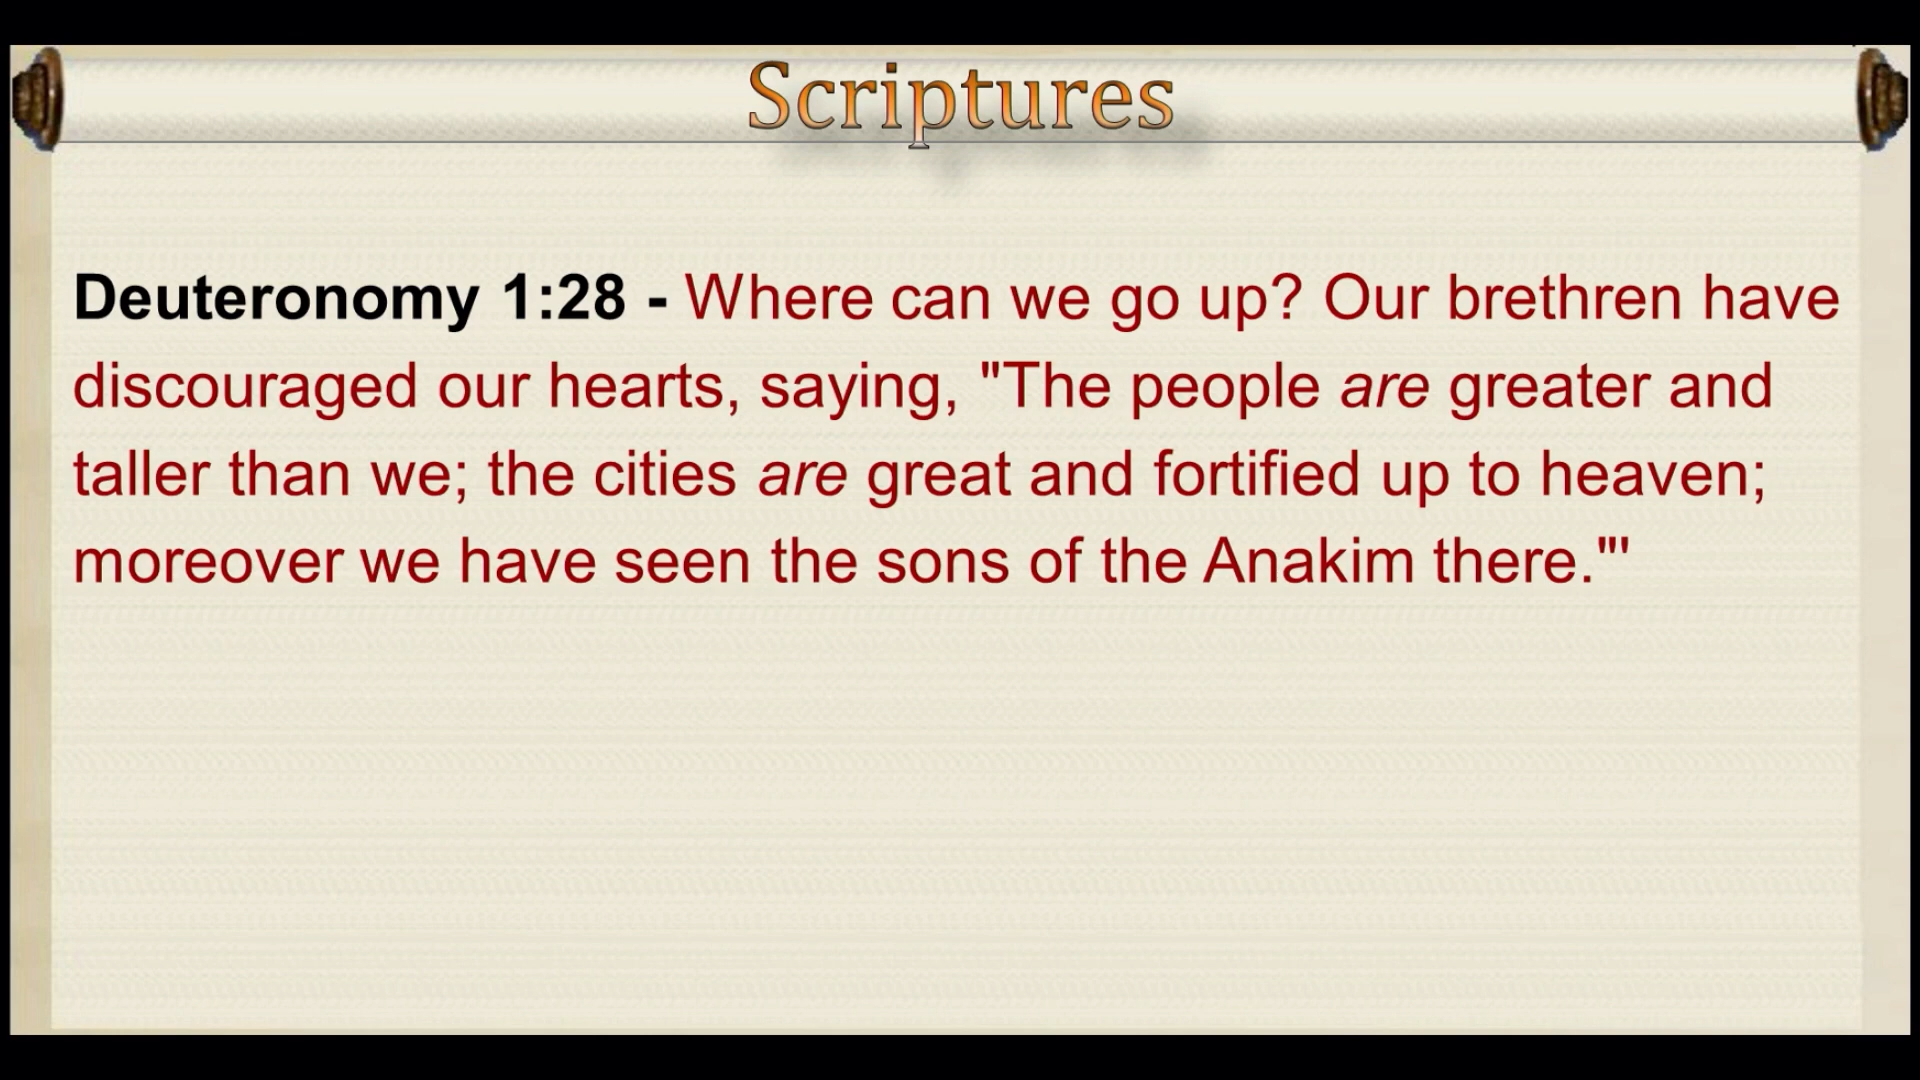 Scriptures
Deuteronomy 1:28 - Where can we go up? Our brethren have
discouraged our hearts, saying, "The people are greater and
taller than we; the cities are great and fortified up to heaven;
moreover we have seen the sons of the Anakim there."'